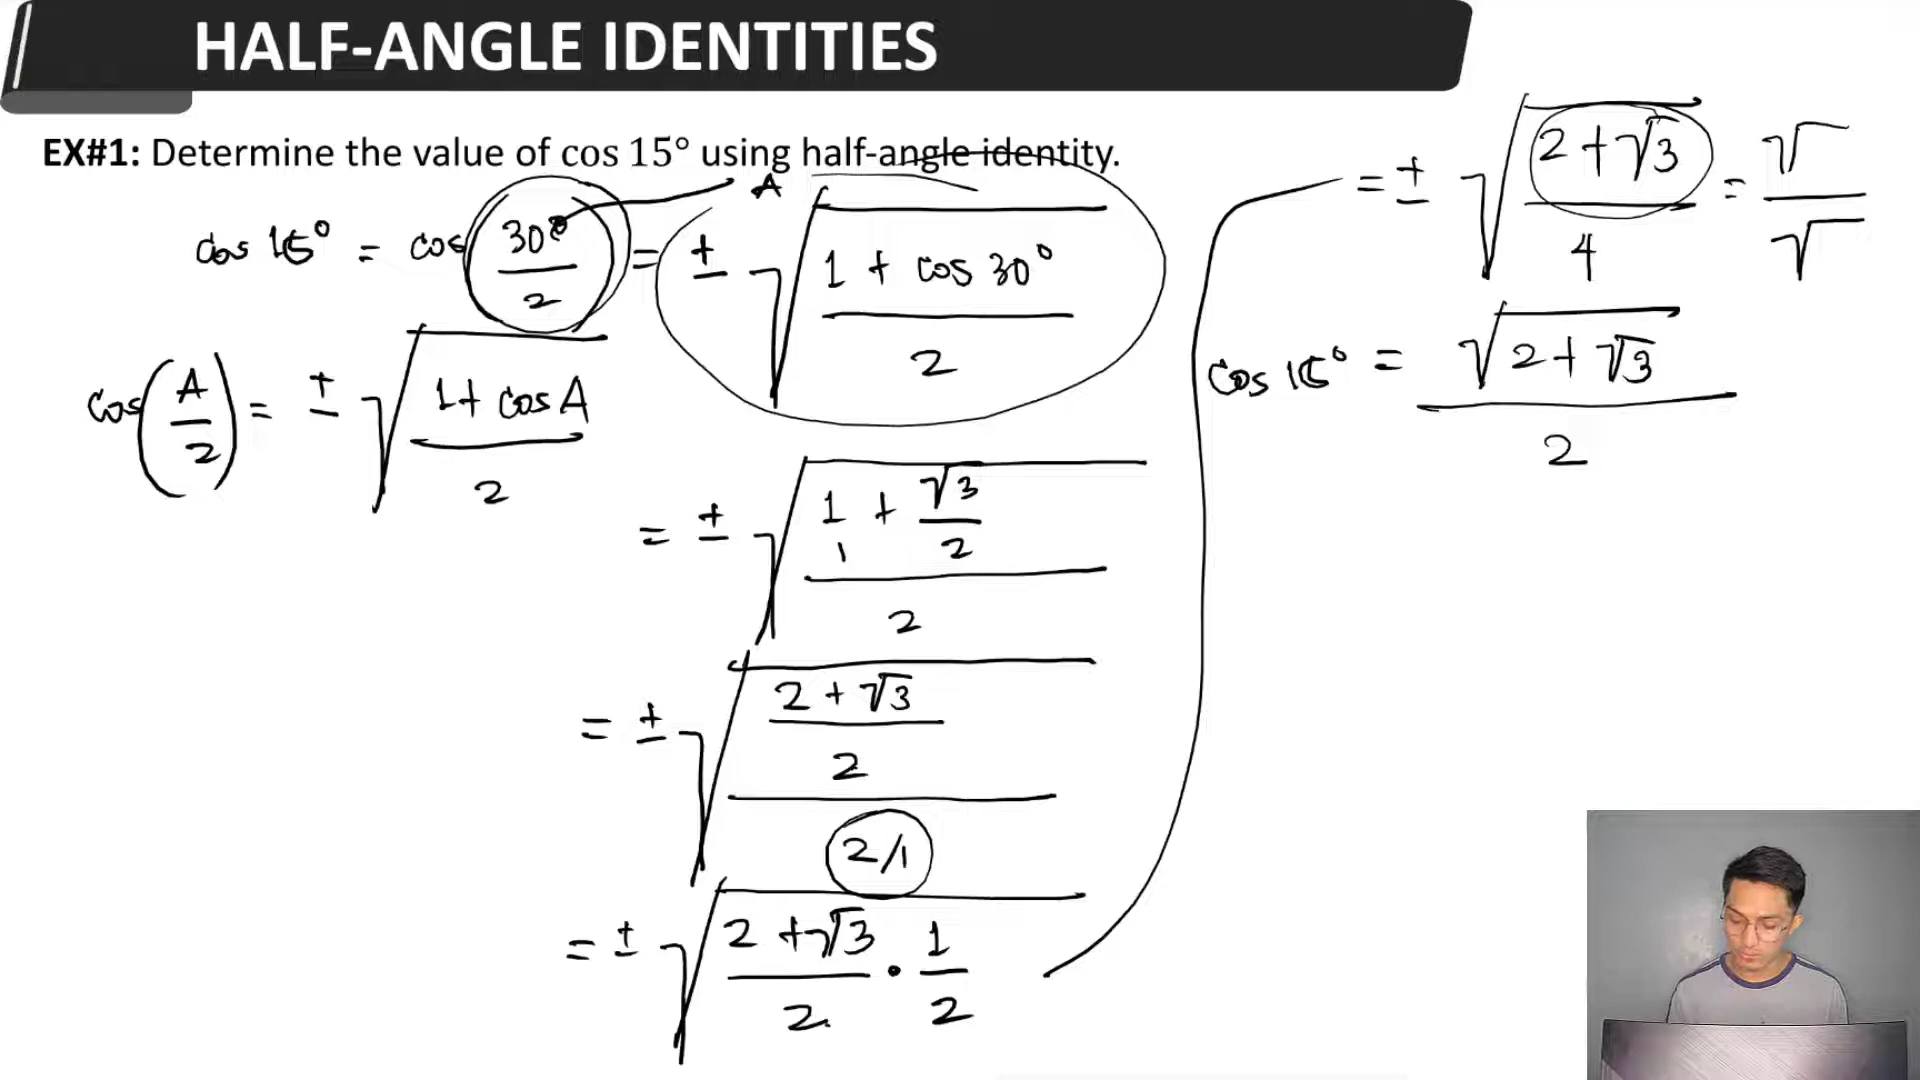 HALF-ANGLE IDENTITIES
EX#1: Determine the value of cos 15° using half-angle identity.
cos 15° = cos 30°/2 = ± √((1 + cos 30°)/2)
A
cos(A/2) = ± √((1 + cos A)/2)
= ± √((1/1 + √3/2)/2)
= ± √(((2 + √3)/2)/(2/1))
= ± √((2 + √3)/2 • 1/2)
= ± √((2 + √3)/4) = √/√
cos 15° = √(2 + √3)/2